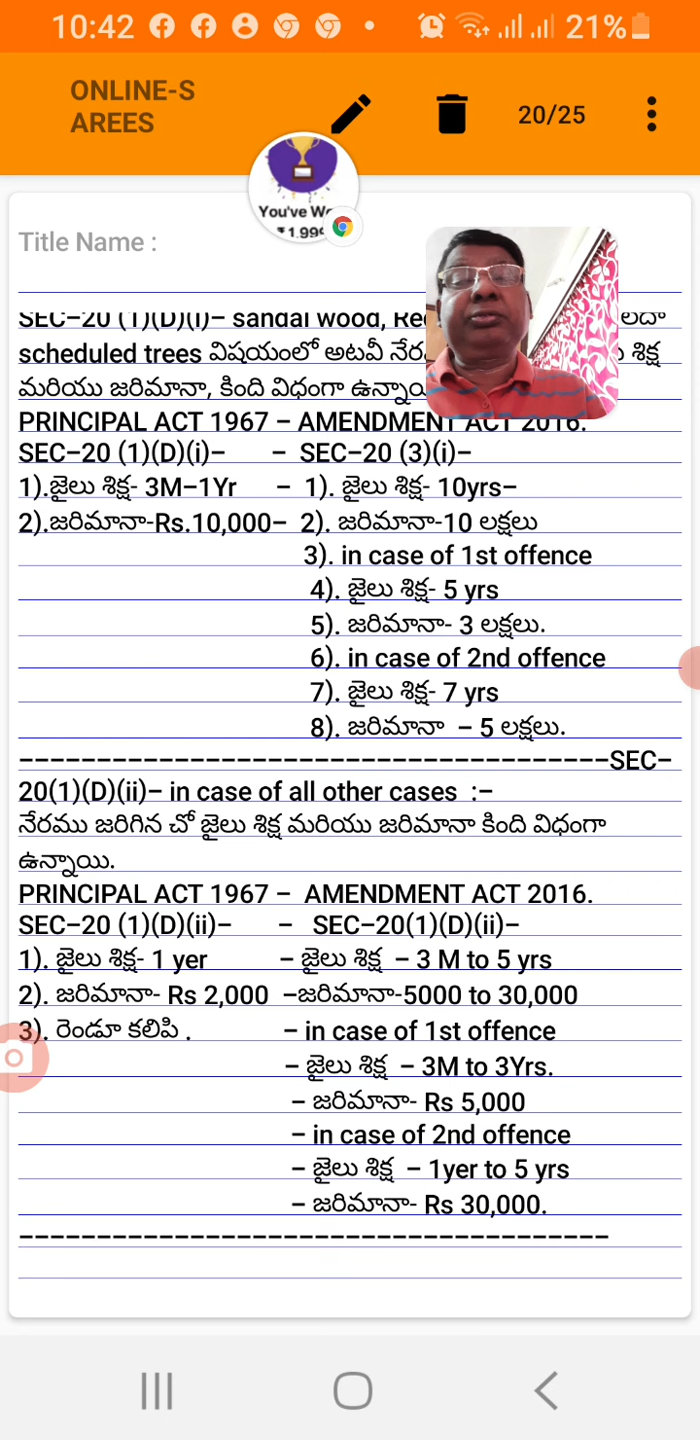 10:42
21%
ONLINE-S
AREES
20/25
You've W
₹1,99
Title Name :
SEC-20 (1)(D)(i)- sandal wood,
scheduled trees విషయంలో అటవీ శిక్ష
మరియు జరిమానా, కింది విధంగా
PRINCIPAL ACT 1967 - AMENDMENT ACT 2016.
SEC-20 (1)(D)(i)- - SEC-20 (3)(i)-
1).జైలు శిక్ష- 3M-1Yr - 1). జైలు శిక్ష- 10yrs-
2).జరిమానా-Rs.10,000- 2). జరిమానా-10 లక్షలు
3). in case of 1st offence
4). జైలు శిక్ష- 5 yrs
5). జరిమానా- 3 లక్షలు.
6). in case of 2nd offence
7). జైలు శిక్ష- 7 yrs
8). జరిమానా - 5 లక్షలు.
--------------------------------------SEC-
20(1)(D)(ii)- in case of all other cases :-
నేరము జరిగిన చో జైలు శిక్ష మరియు జరిమానా కింది విధంగా
ఉన్నాయి.
PRINCIPAL ACT 1967 - AMENDMENT ACT 2016.
SEC-20 (1)(D)(ii)- - SEC-20(1)(D)(ii)-
1). జైలు శిక్ష- 1 yer - జైలు శిక్ష - 3 M to 5 yrs
2). జరిమానా- Rs 2,000 -జరిమానా-5000 to 30,000
3). రెండూ కలిపి . - in case of 1st offence
- జైలు శిక్ష - 3M to 3Yrs.
- జరిమానా- Rs 5,000
- in case of 2nd offence
- జైలు శిక్ష - 1yer to 5 yrs
- జరిమానా- Rs 30,000.
--------------------------------------